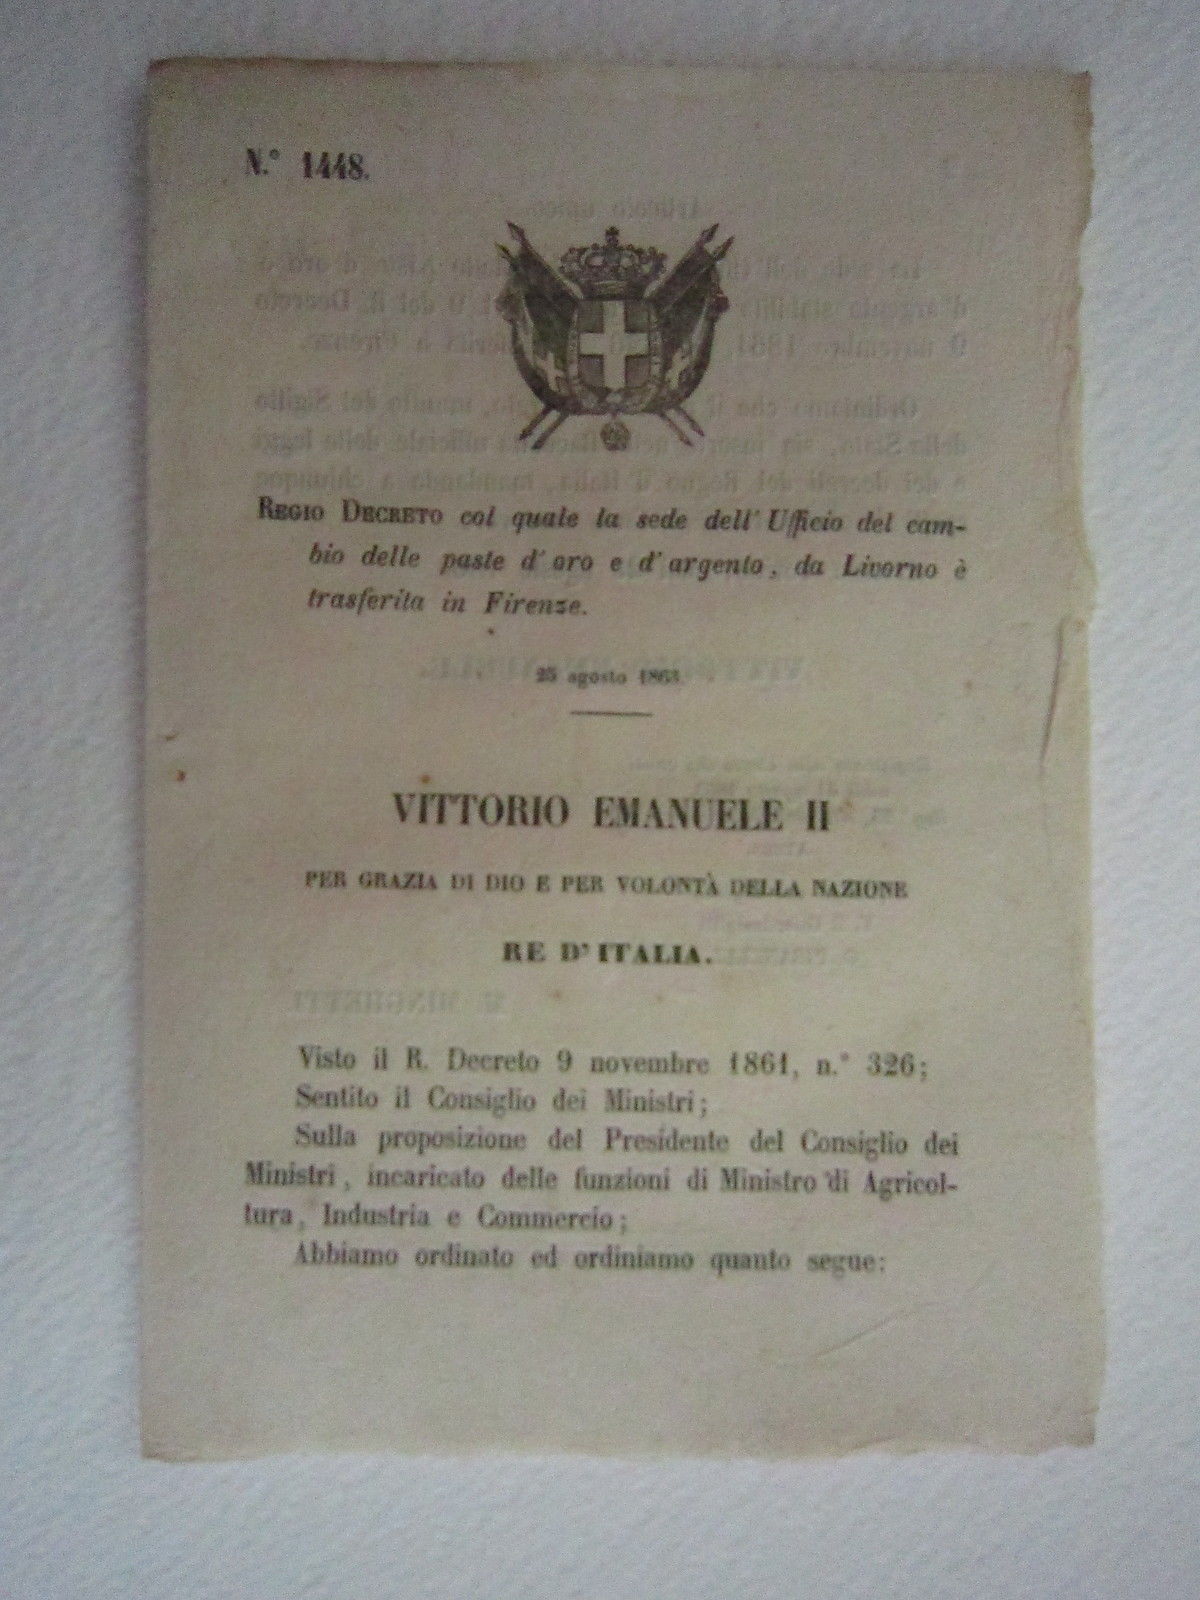 N.° 1448.
REGIO DECRETO col quale la sede dell' Ufficio del cam-
bio delle paste d' oro e d' argento, da Livorno è
trasferita in Firenze.
25 agosto 1863.
VITTORIO EMANUELE II
PER GRAZIA DI DIO E PER VOLONTÀ DELLA NAZIONE
RE D' ITALIA.
Visto il R. Decreto 9 novembre 1861, n.° 326;
Sentito il Consiglio dei Ministri;
Sulla proposizione del Presidente del Consiglio dei
Ministri, incaricato delle funzioni di Ministro di Agricol-
tura, Industria e Commercio;
Abbiamo ordinato ed ordiniamo quanto segue: